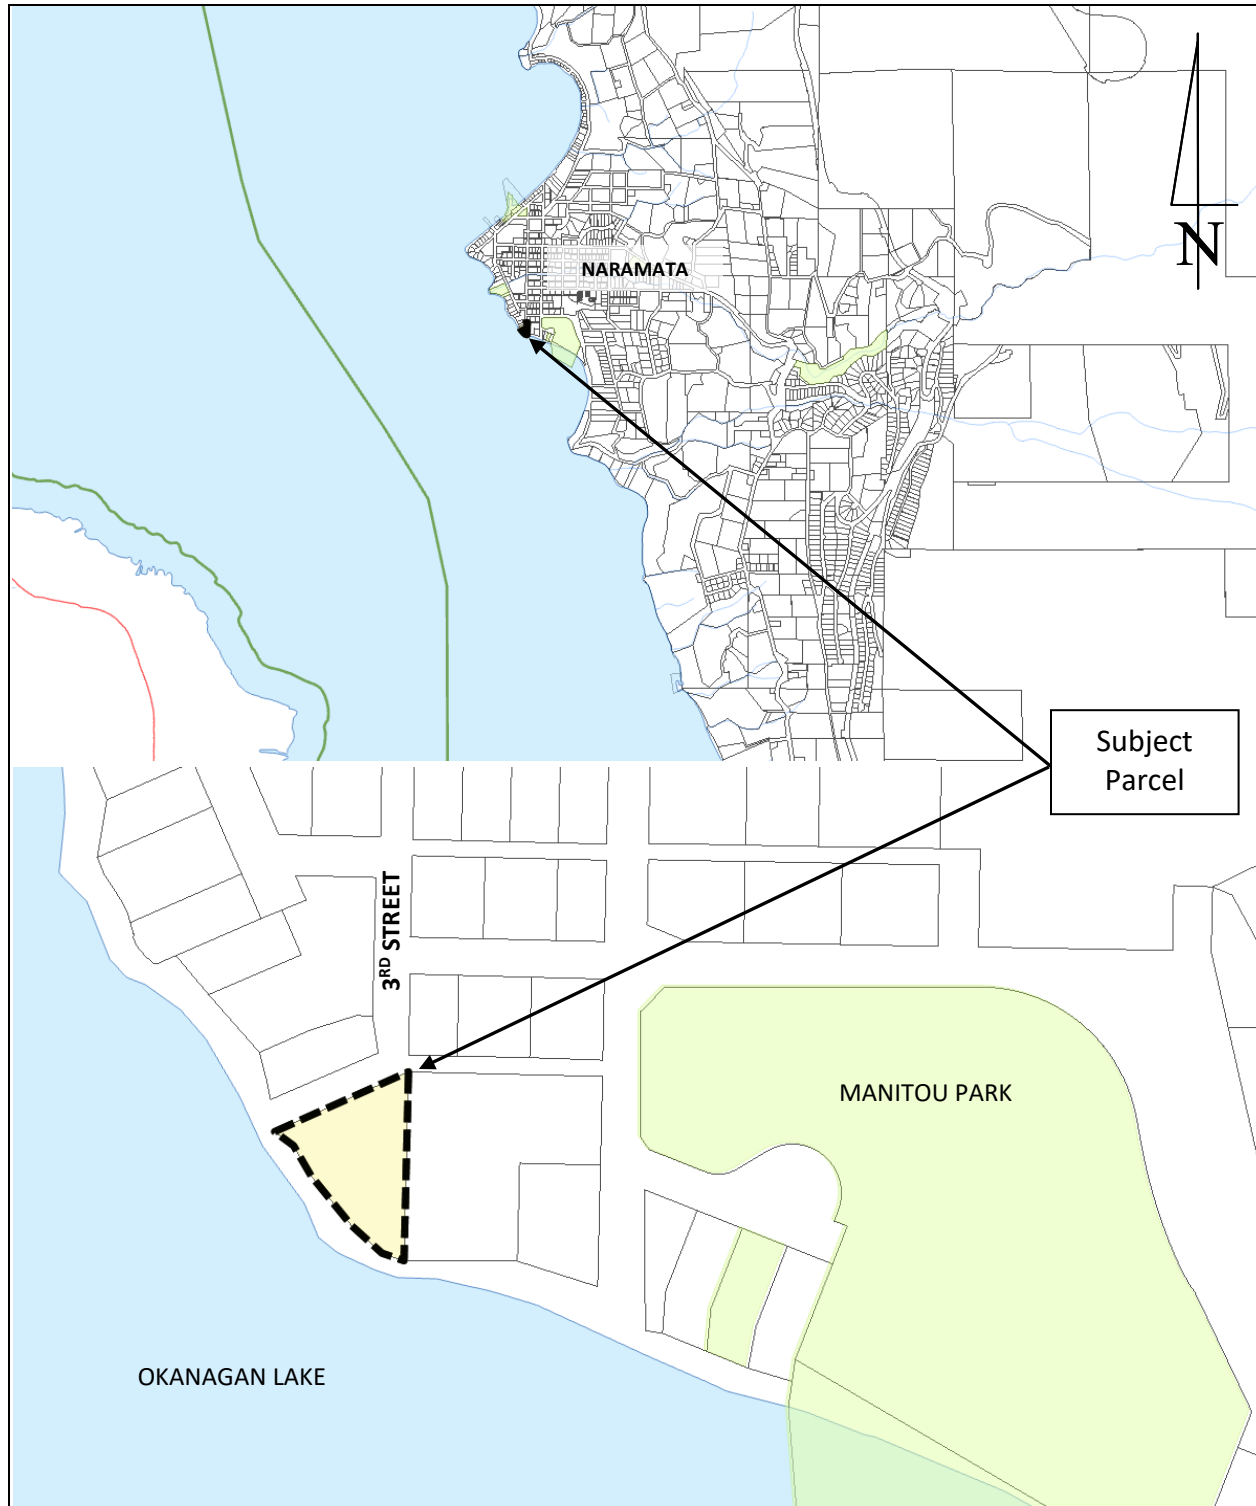 N
NARAMATA
Subject
Parcel
3RD STREET
MANITOU PARK
OKANAGAN LAKE